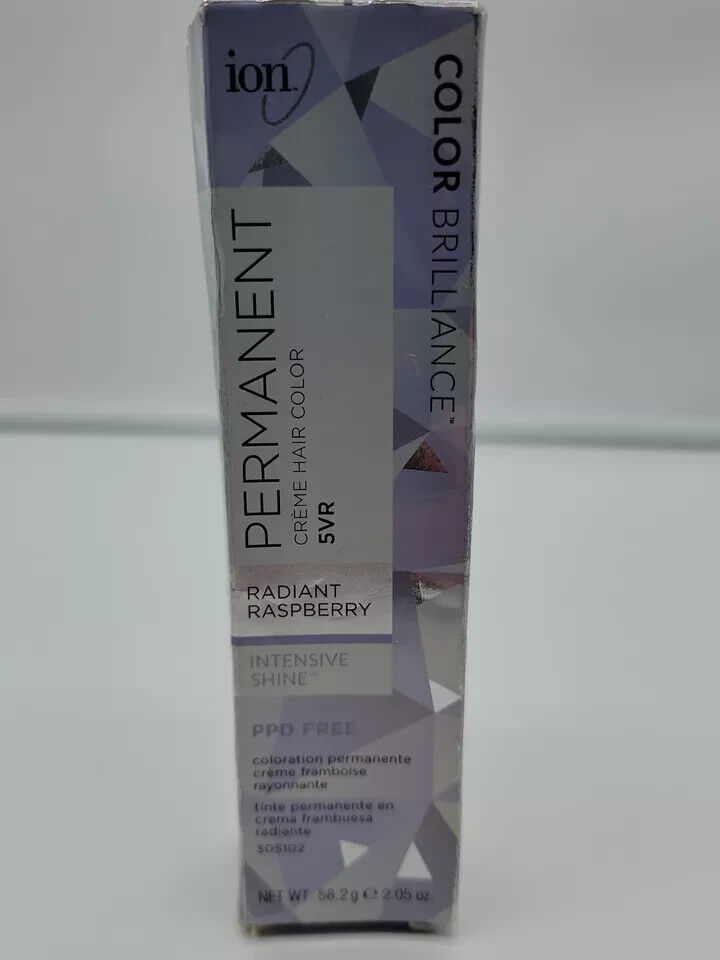 ion™
COLOR BRILLIANCE™
PERMANENT
CRÈME HAIR COLOR
5VR
RADIANT
RASPBERRY
INTENSIVE
SHINE™
PPD FREE
coloration permanente
crème framboise
rayonnante
tinte permanente en
crema frambuesa
radiante
305102
NET WT. 58.2 g ℮ 2.05 oz.